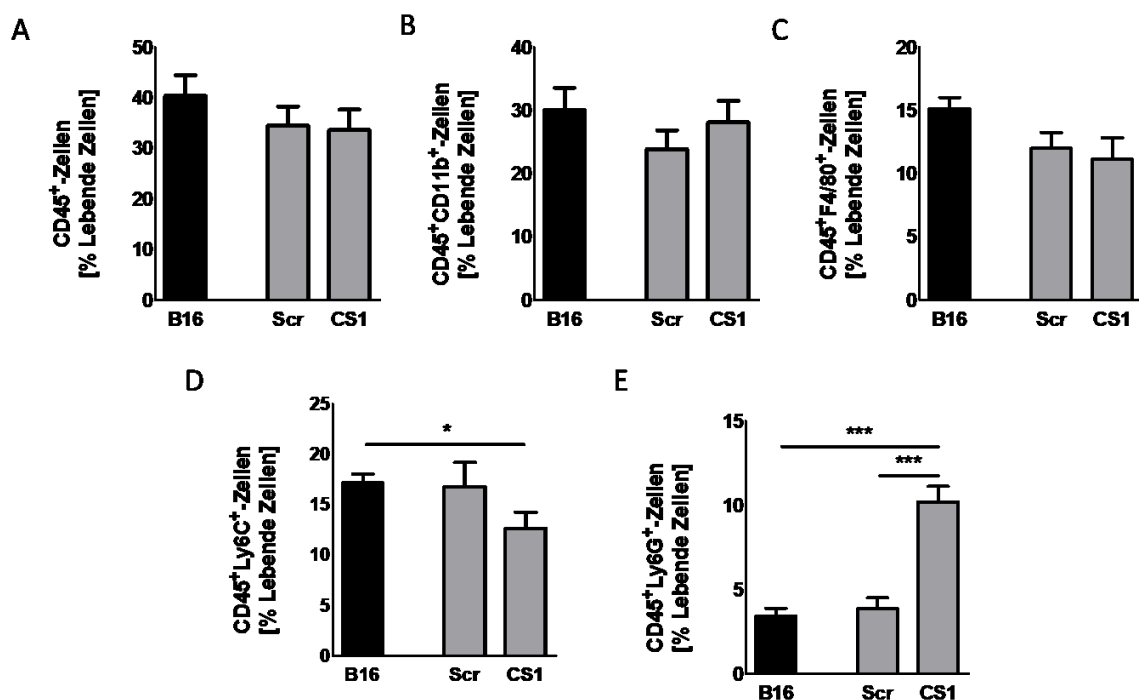 A
CD45⁺-Zellen
[% Lebende Zellen]
50
40
30
20
10
0
B16
Scr
CS1
B
CD45⁺CD11b⁺-Zellen
[% Lebende Zellen]
40
30
20
10
0
B16
Scr
CS1
C
CD45⁺F4/80⁺-Zellen
[% Lebende Zellen]
20
15
10
5
0
B16
Scr
CS1
D
CD45⁺Ly6C⁺-Zellen
[% Lebende Zellen]
25
20
15
10
5
0
*
B16
Scr
CS1
E
CD45⁺Ly6G⁺-Zellen
[% Lebende Zellen]
15
10
5
0
***
***
B16
Scr
CS1